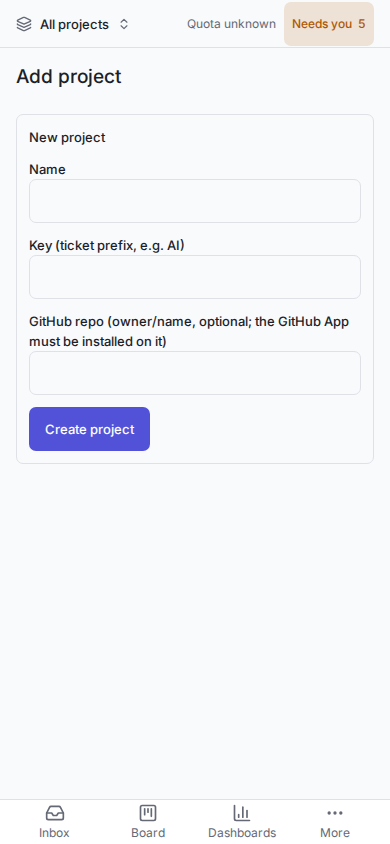 All projects
Quota unknown
Needs you 5
Add project
New project
Name
Key (ticket prefix, e.g. AI)
GitHub repo (owner/name, optional; the GitHub App
must be installed on it)
Create project
Inbox
Board
Dashboards
More